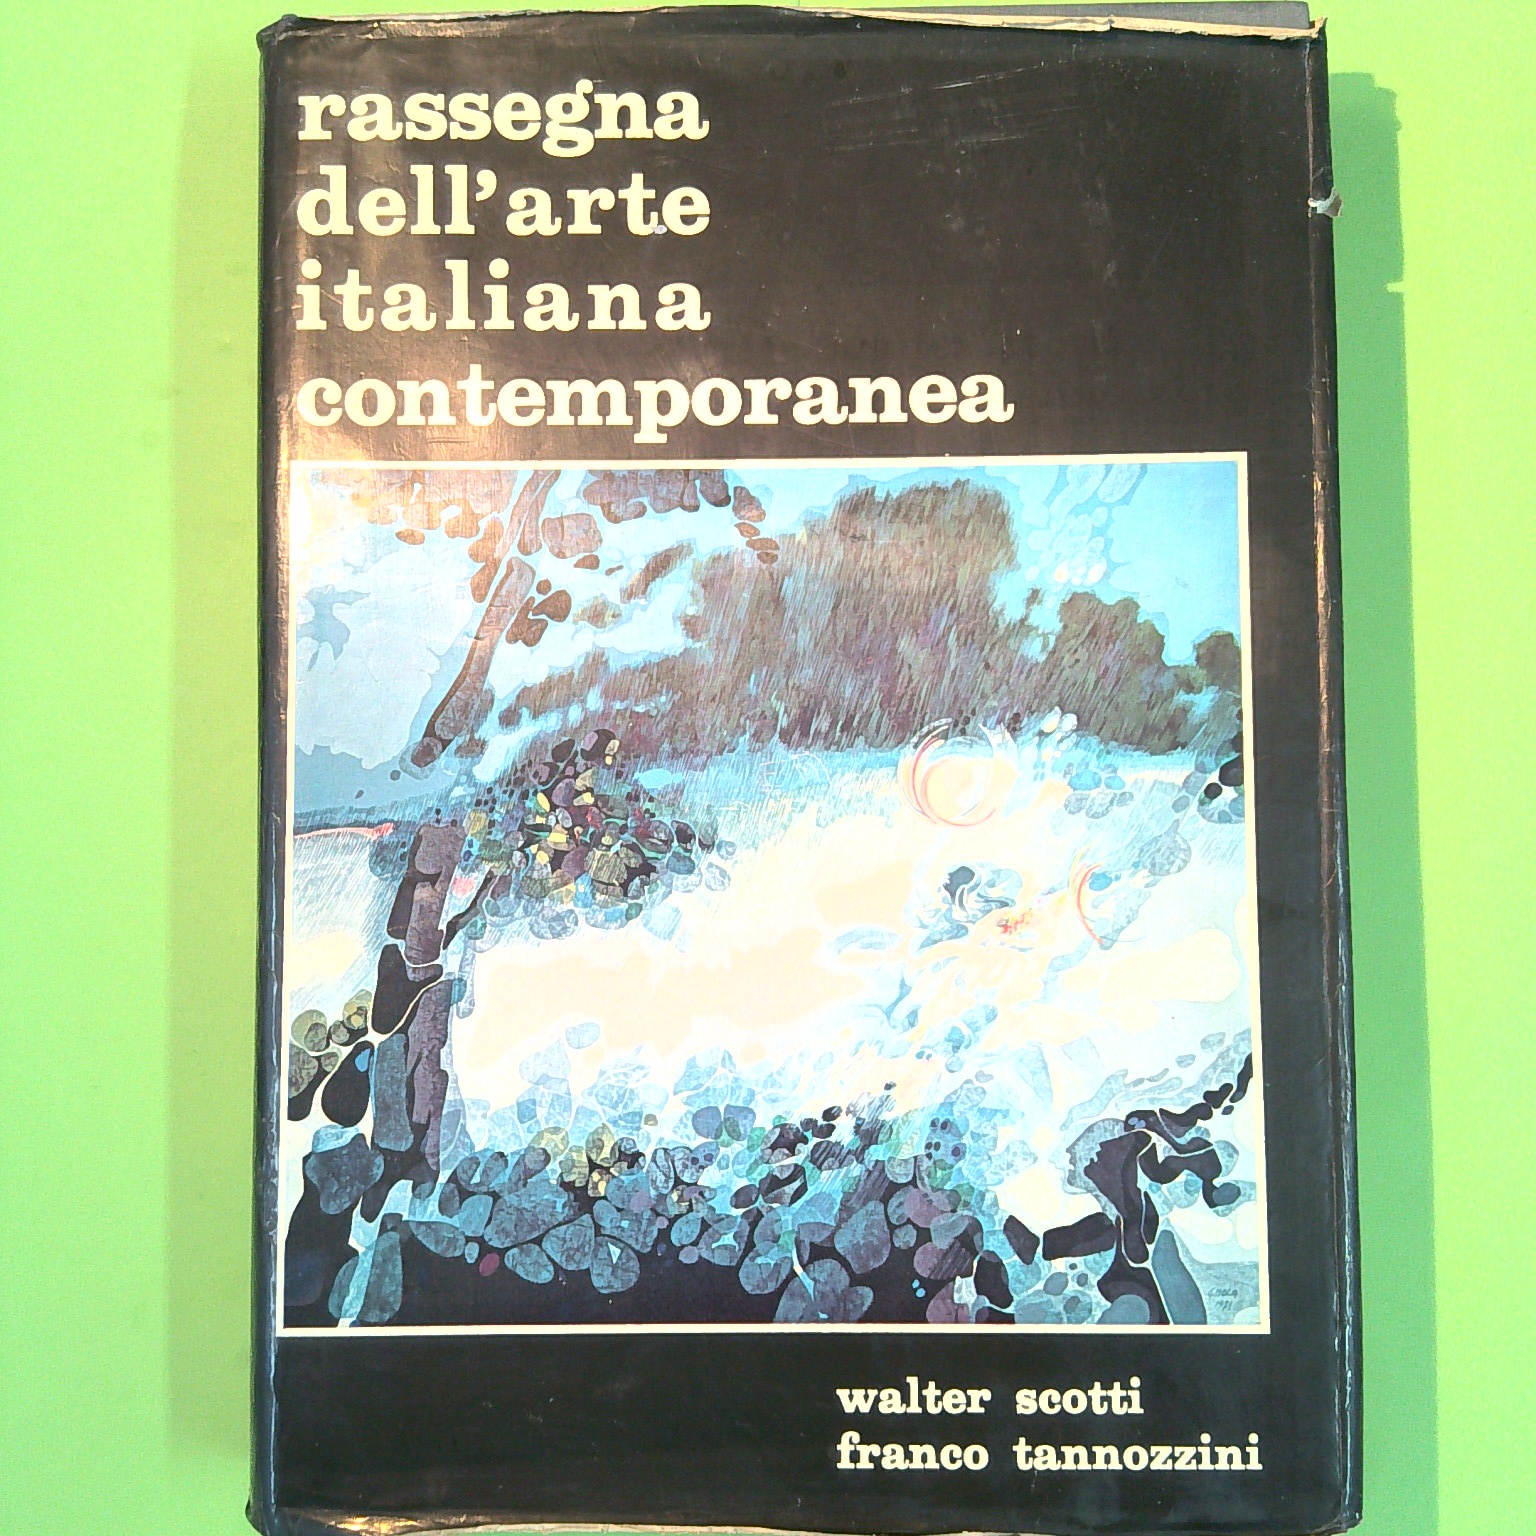 rassegna
dell'arte
italiana
contemporanea
walter scotti
franco tannozzini